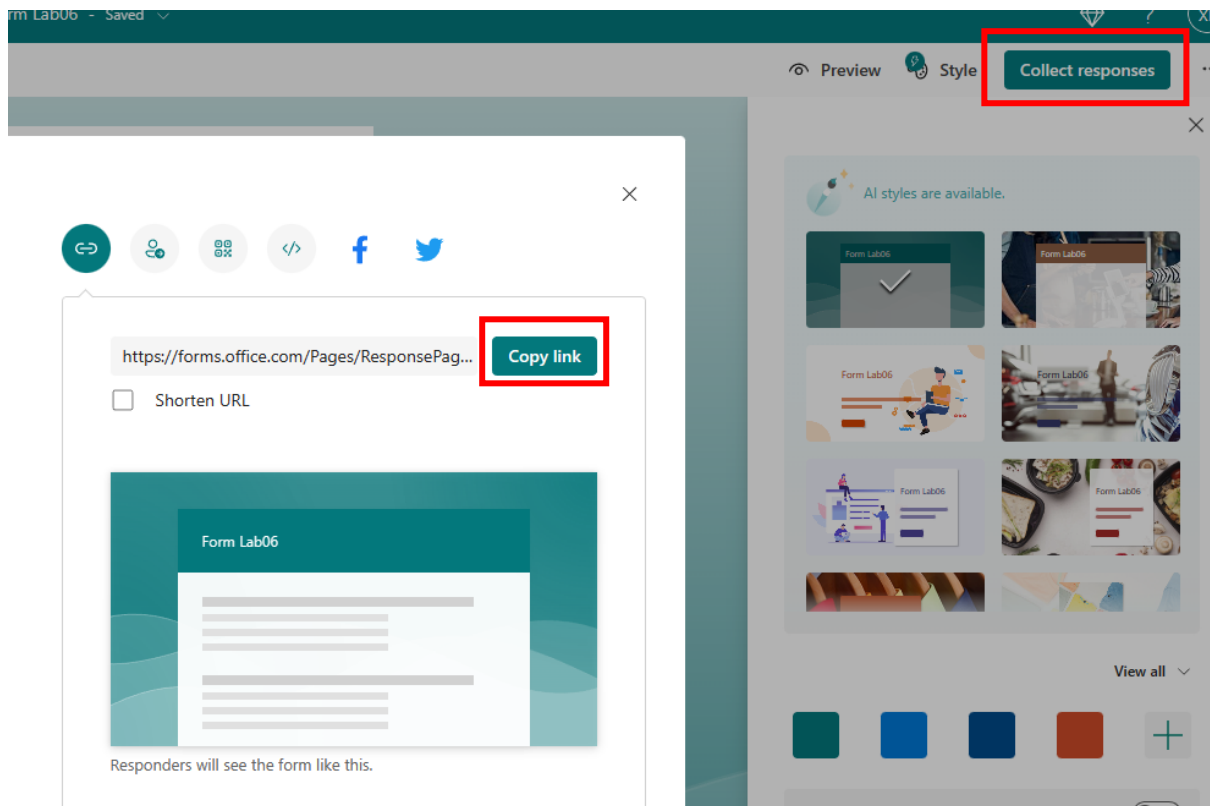 rm Lab06 - Saved
?
Preview
Style
Collect responses
AI styles are available.
Form Lab06
Form Lab06
Form Lab06
Form Lab06
Form Lab06
Form Lab06
View all
https://forms.office.com/Pages/ResponsePag...
Copy link
Shorten URL
Form Lab06
Responders will see the form like this.